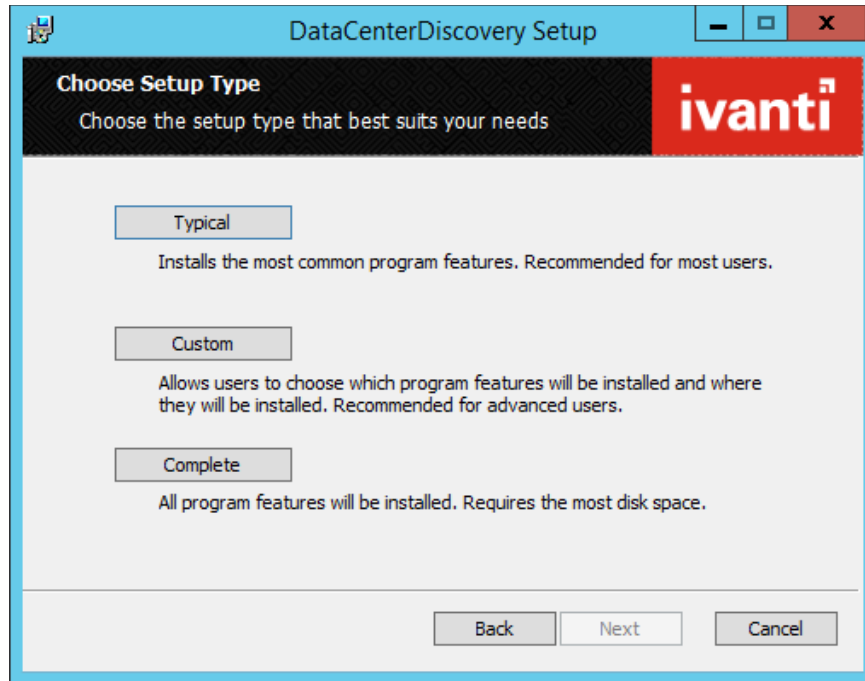 DataCenterDiscovery Setup
Choose Setup Type
Choose the setup type that best suits your needs
ivanti
Typical
Installs the most common program features. Recommended for most users.
Custom
Allows users to choose which program features will be installed and where
they will be installed. Recommended for advanced users.
Complete
All program features will be installed. Requires the most disk space.
Back
Next
Cancel